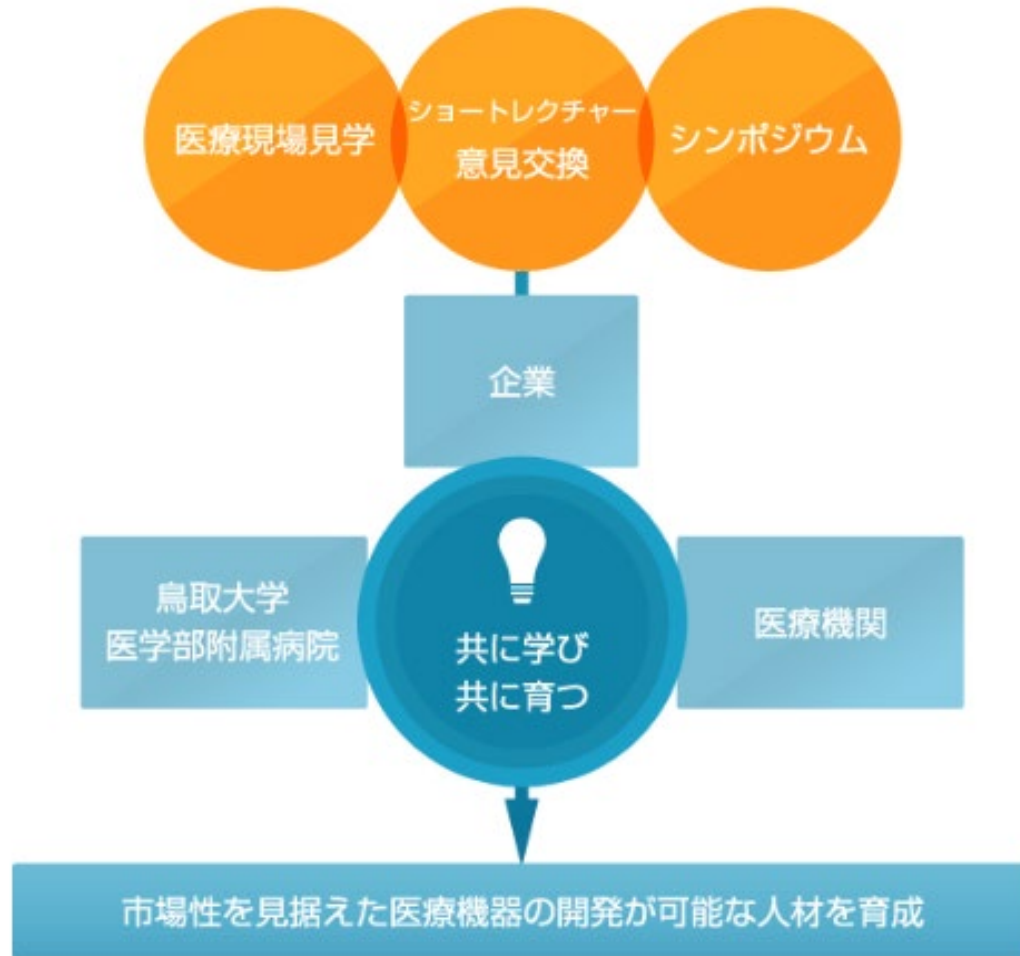 医療現場見学
ショートレクチャー
意見交換
シンポジウム
企業
鳥取大学
医学部附属病院
共に学び
共に育つ
医療機関
市場性を見据えた医療機器の開発が可能な人材を育成